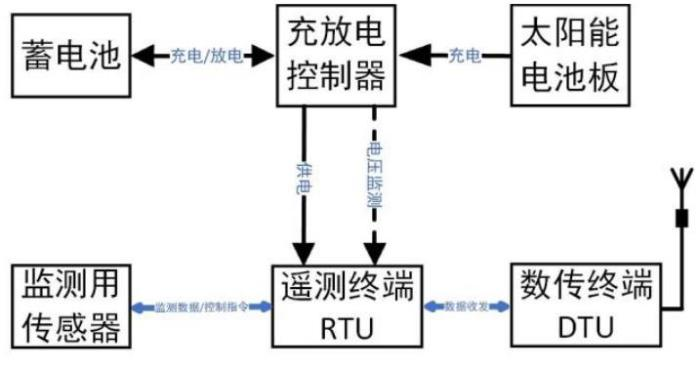 蓄电池
充电/放电
充放电
控制器
充电
太阳能
电池板
供电
电压监测
监测用
传感器
监测数据/控制指令
遥测终端
RTU
数据收发
数传终端
DTU